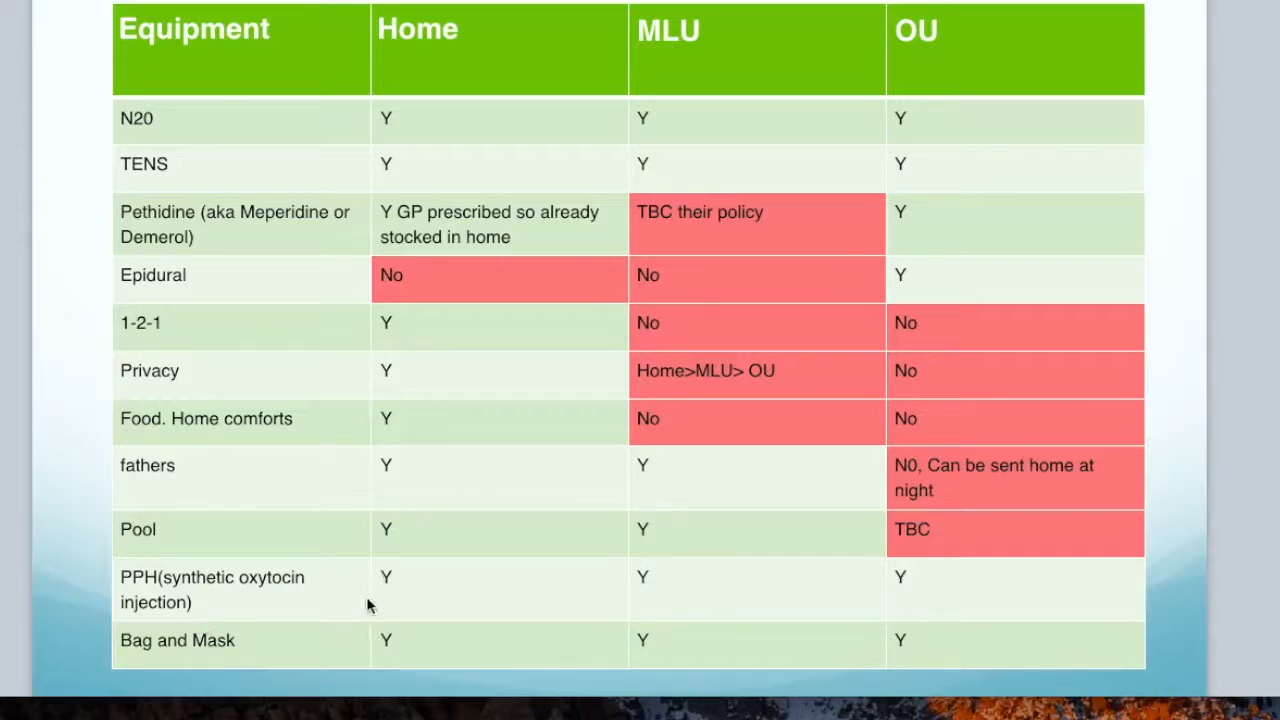 Equipment Home MLU OU
N20 Y Y Y
TENS Y Y Y
Pethidine (aka Meperidine or Y GP prescribed so already TBC their policy Y
Demerol) stocked in home
Epidural No No Y
1-2-1 Y No No
Privacy Y Home>MLU> OU No
Food. Home comforts Y No No
fathers Y Y N0, Can be sent home at
night
Pool Y Y TBC
PPH(synthetic oxytocin Y Y Y
injection)
Bag and Mask Y Y Y